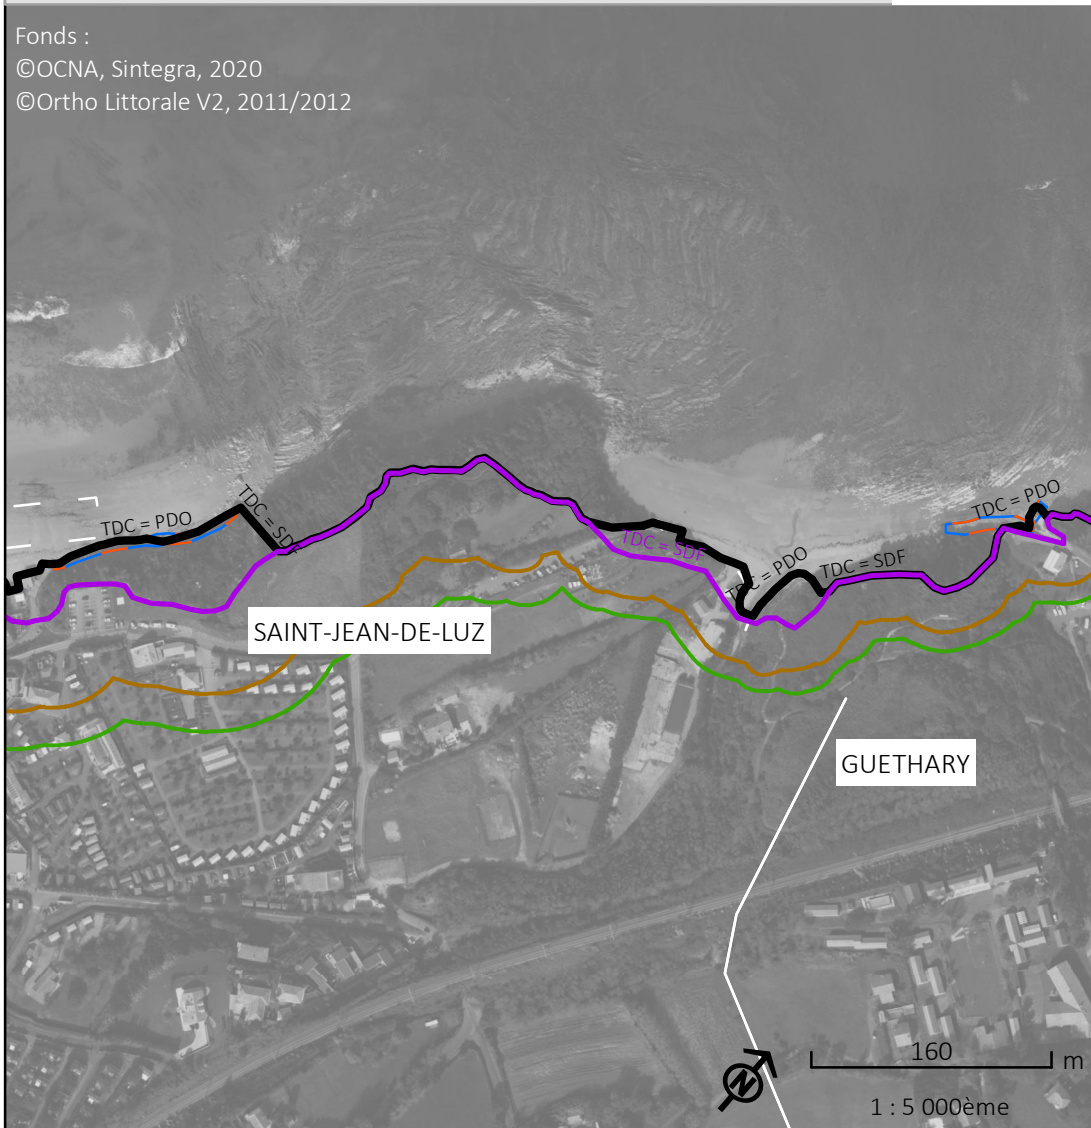 Fonds :
©OCNA, Sintegra, 2020
©Ortho Littorale V2, 2011/2012
TDC = PDO
TDC = SDF
TDC = SDF
TDC = PDO
TDC = SDF
TDC = PDO
SAINT-JEAN-DE-LUZ
GUETHARY
N
160
m
1 : 5 000ème